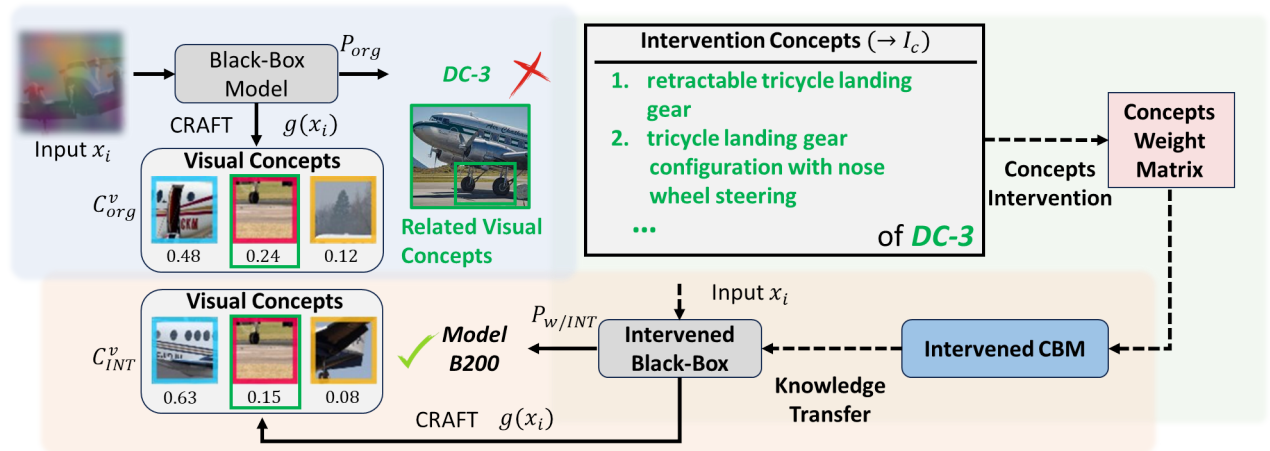 Black-Box
Model
P_org
DC-3
Input x_i
CRAFT g(x_i)
Visual Concepts
C^v_org
0.48 0.24 0.12
Related Visual
Concepts
Intervention Concepts (→ I_c)
1. retractable tricycle landing
gear
2. tricycle landing gear
configuration with nose
wheel steering
...
of DC-3
Concepts
Intervention
Concepts
Weight
Matrix
Input x_i
Visual Concepts
C^v_INT
0.63 0.15 0.08
Model
B200
P_w/INT
Intervened
Black-Box
Knowledge
Transfer
Intervened CBM
CRAFT g(x_i)